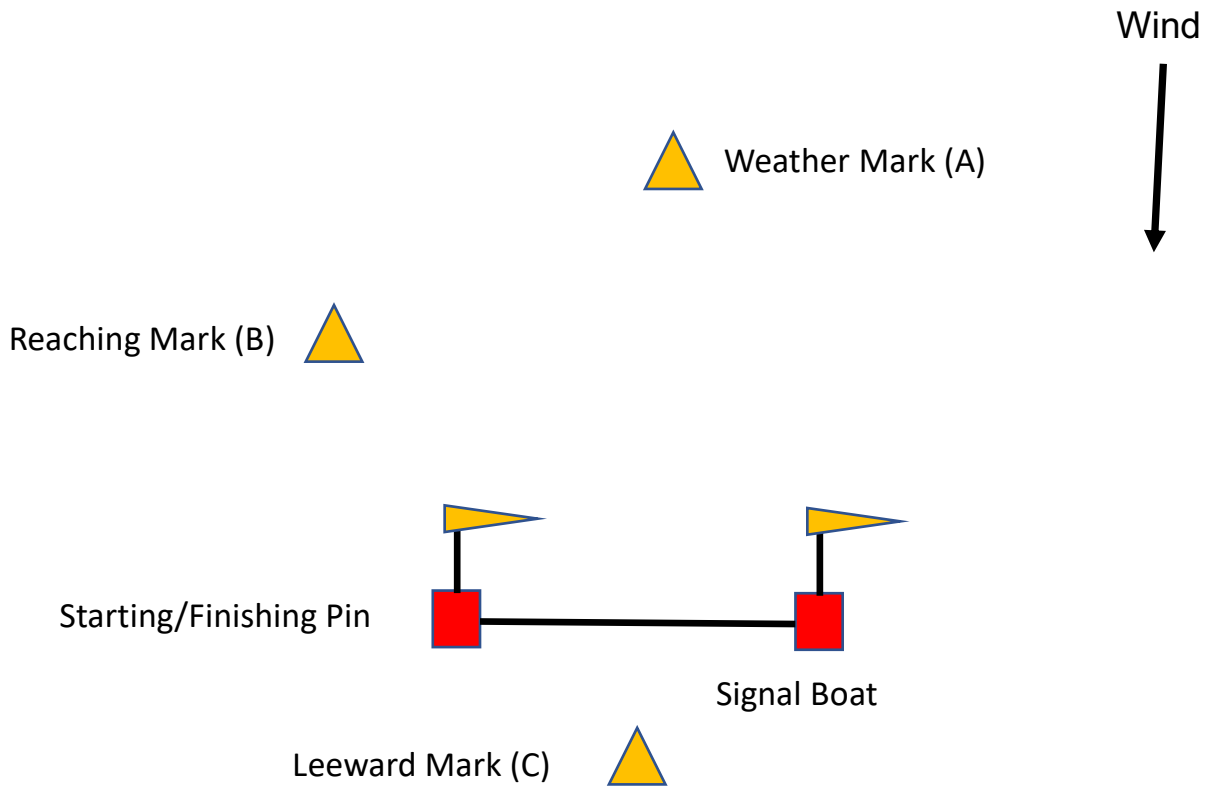 Wind
Weather Mark (A)
Reaching Mark (B)
Starting/Finishing Pin
Signal Boat
Leeward Mark (C)